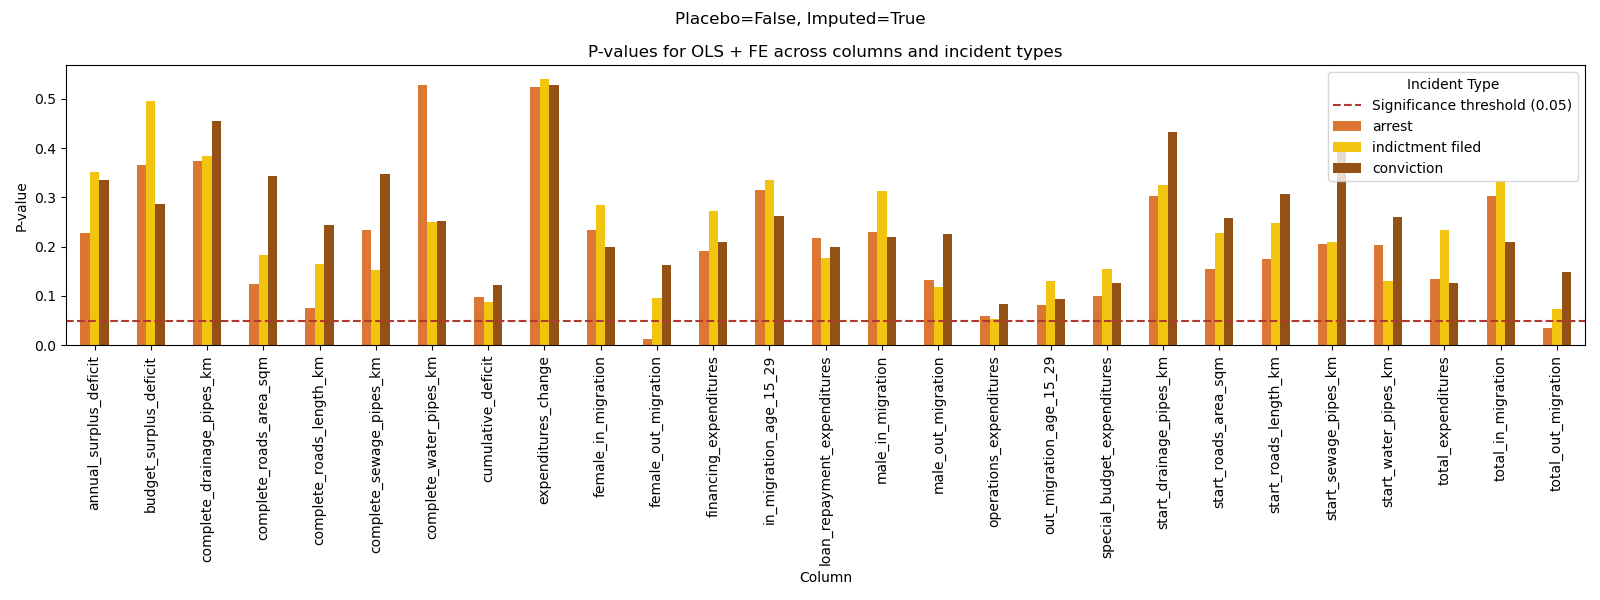 Placebo=False, Imputed=True
P-values for OLS + FE across columns and incident types
P-value
0.5
0.4
0.3
0.2
0.1
0.0
Incident Type
Significance threshold (0.05)
arrest
indictment filed
conviction
annual_surplus_deficit
budget_surplus_deficit
complete_drainage_pipes_km
complete_roads_area_sqm
complete_roads_length_km
complete_sewage_pipes_km
complete_water_pipes_km
cumulative_deficit
expenditures_change
female_in_migration
female_out_migration
financing_expenditures
in_migration_age_15_29
loan_repayment_expenditures
male_in_migration
male_out_migration
operations_expenditures
out_migration_age_15_29
special_budget_expenditures
start_drainage_pipes_km
start_roads_area_sqm
start_roads_length_km
start_sewage_pipes_km
start_water_pipes_km
total_expenditures
total_in_migration
total_out_migration
Column